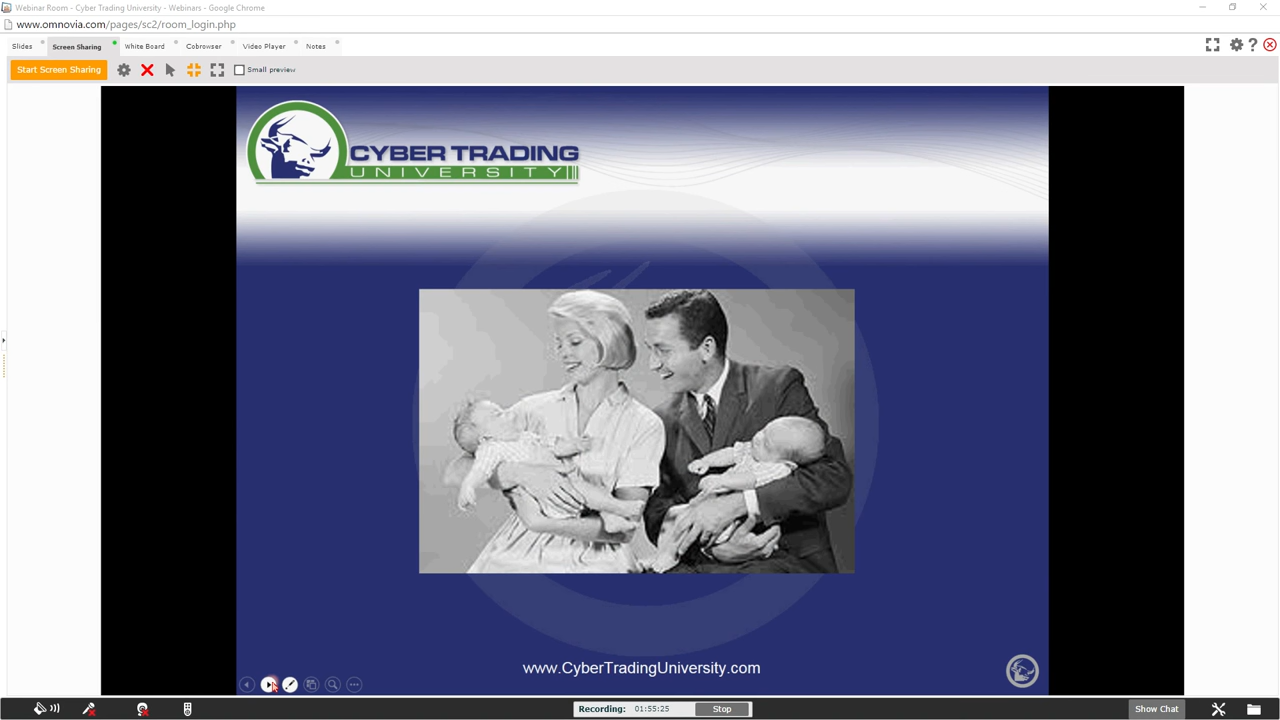 Webinar Room - Cyber Trading University - Webinars - Google Chrome
www.omnovia.com/pages/sc2/room_login.php
Slides Screen Sharing White Board Cobrowser Video Player Notes
Start Screen Sharing Small preview
CYBER TRADING
UNIVERSITY
www.CyberTradingUniversity.com
Recording: 01:55:25 Stop Show Chat